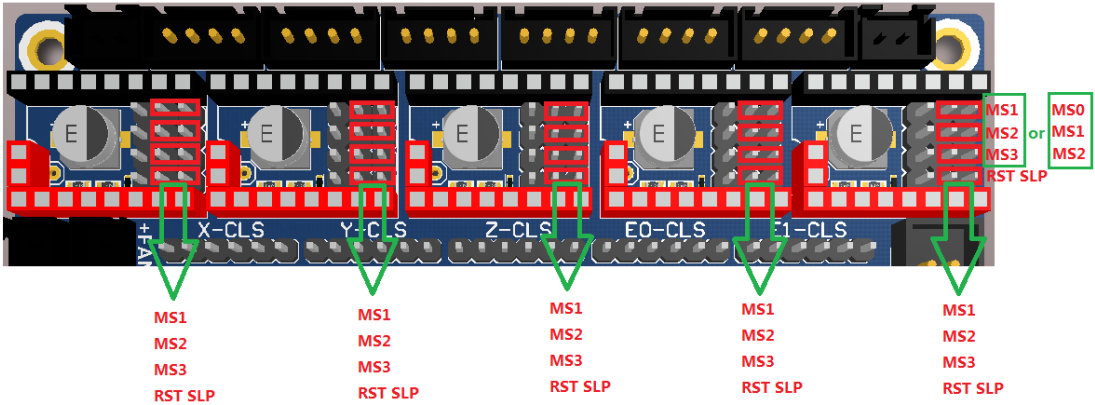 E E E E E
MS1 MS0
MS2 or MS1
MS3 MS2
RST SLP
+FAN X-CLS Y-CLS Z-CLS E0-CLS E1-CLS
MS1
MS2
MS3
RST SLP
MS1
MS2
MS3
RST SLP
MS1
MS2
MS3
RST SLP
MS1
MS2
MS3
RST SLP
MS1
MS2
MS3
RST SLP